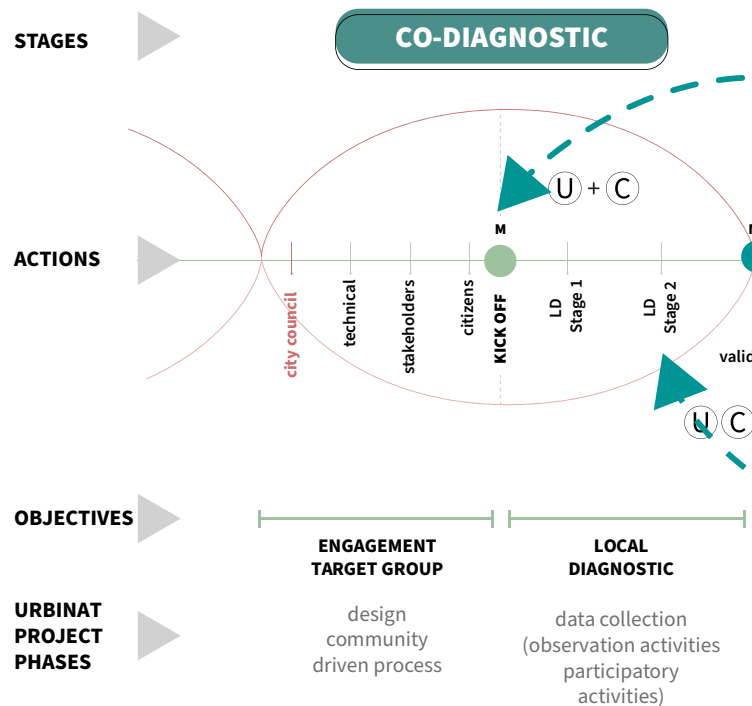 STAGES
CO-DIAGNOSTIC
U + C
M
ACTIONS
city council
technical
stakeholders
citizens
KICK OFF
LD
Stage 1
LD
Stage 2
U C
OBJECTIVES
ENGAGEMENT
TARGET GROUP
LOCAL
DIAGNOSTIC
URBINAT
PROJECT
PHASES
design
community
driven process
data collection
(observation activities
participatory
activities)